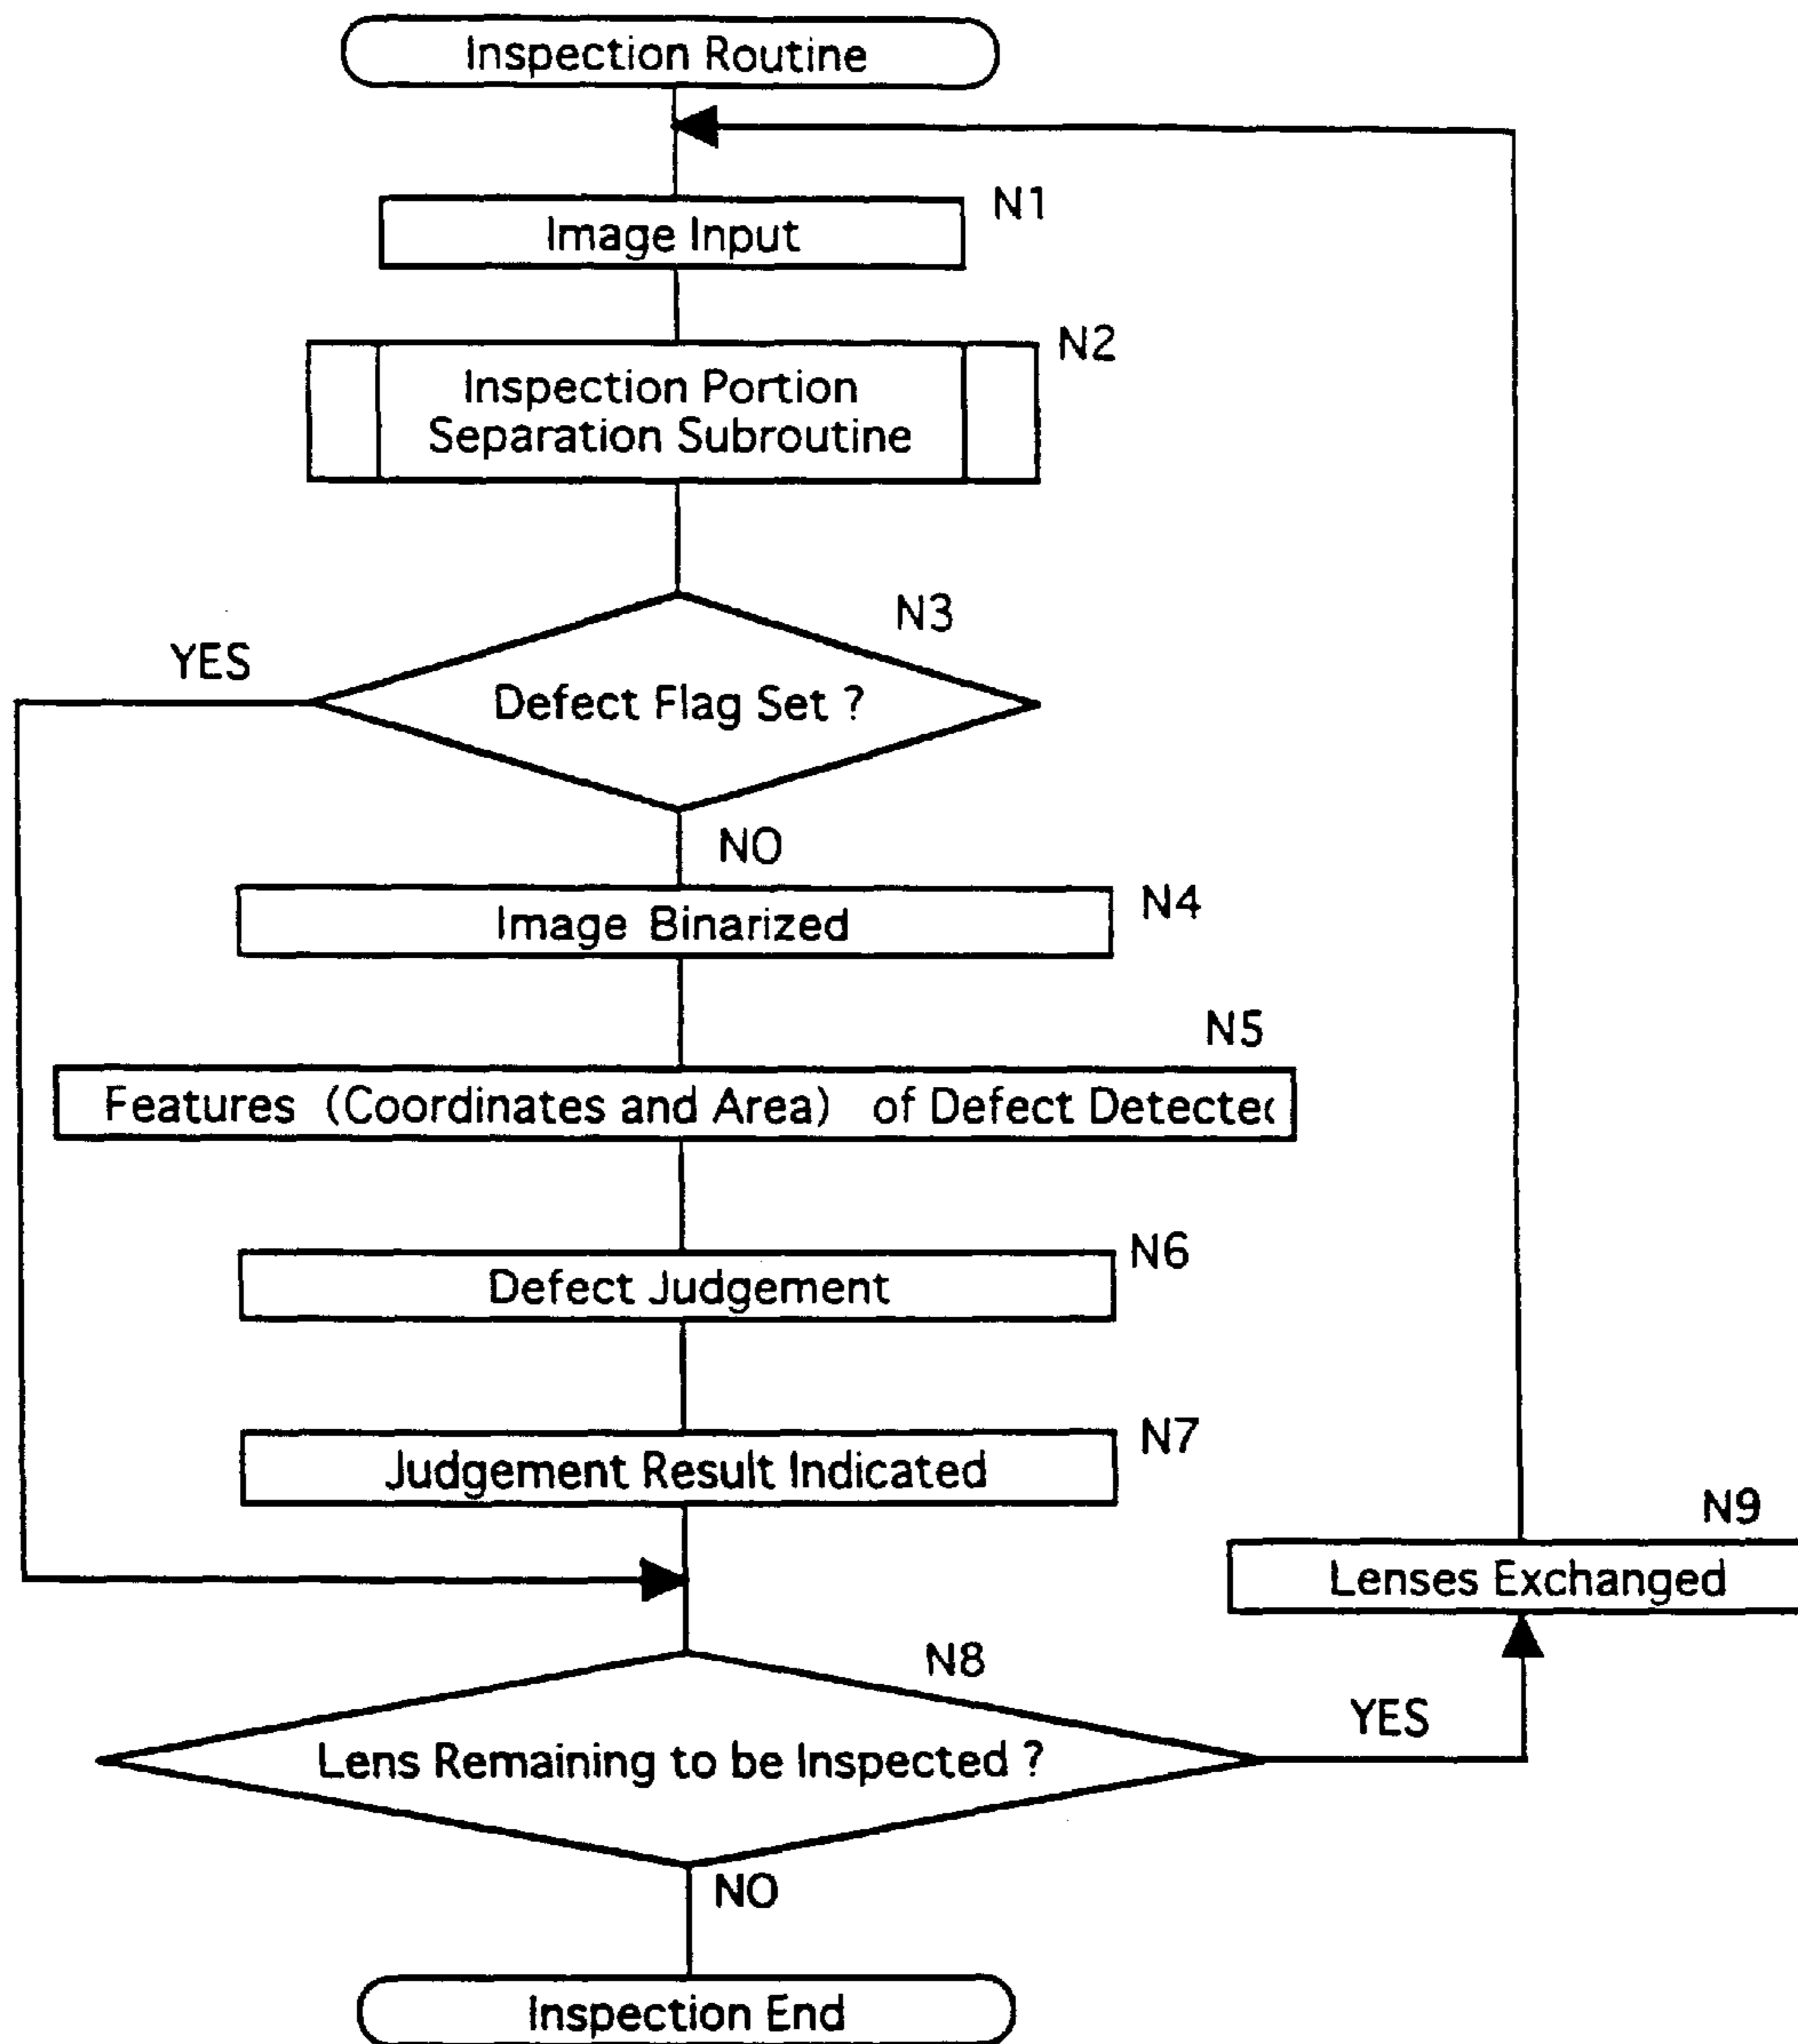 Inspection Routine
N1
Image Input
N2
Inspection Portion
Separation Subroutine
N3
YES
Defect Flag Set ?
NO
N4
Image Binarized
N5
Features (Coordinates and Area) of Defect Detected
N6
Defect Judgement
N7
Judgement Result Indicated
N9
Lenses Exchanged
N8
YES
Lens Remaining to be Inspected ?
NO
Inspection End